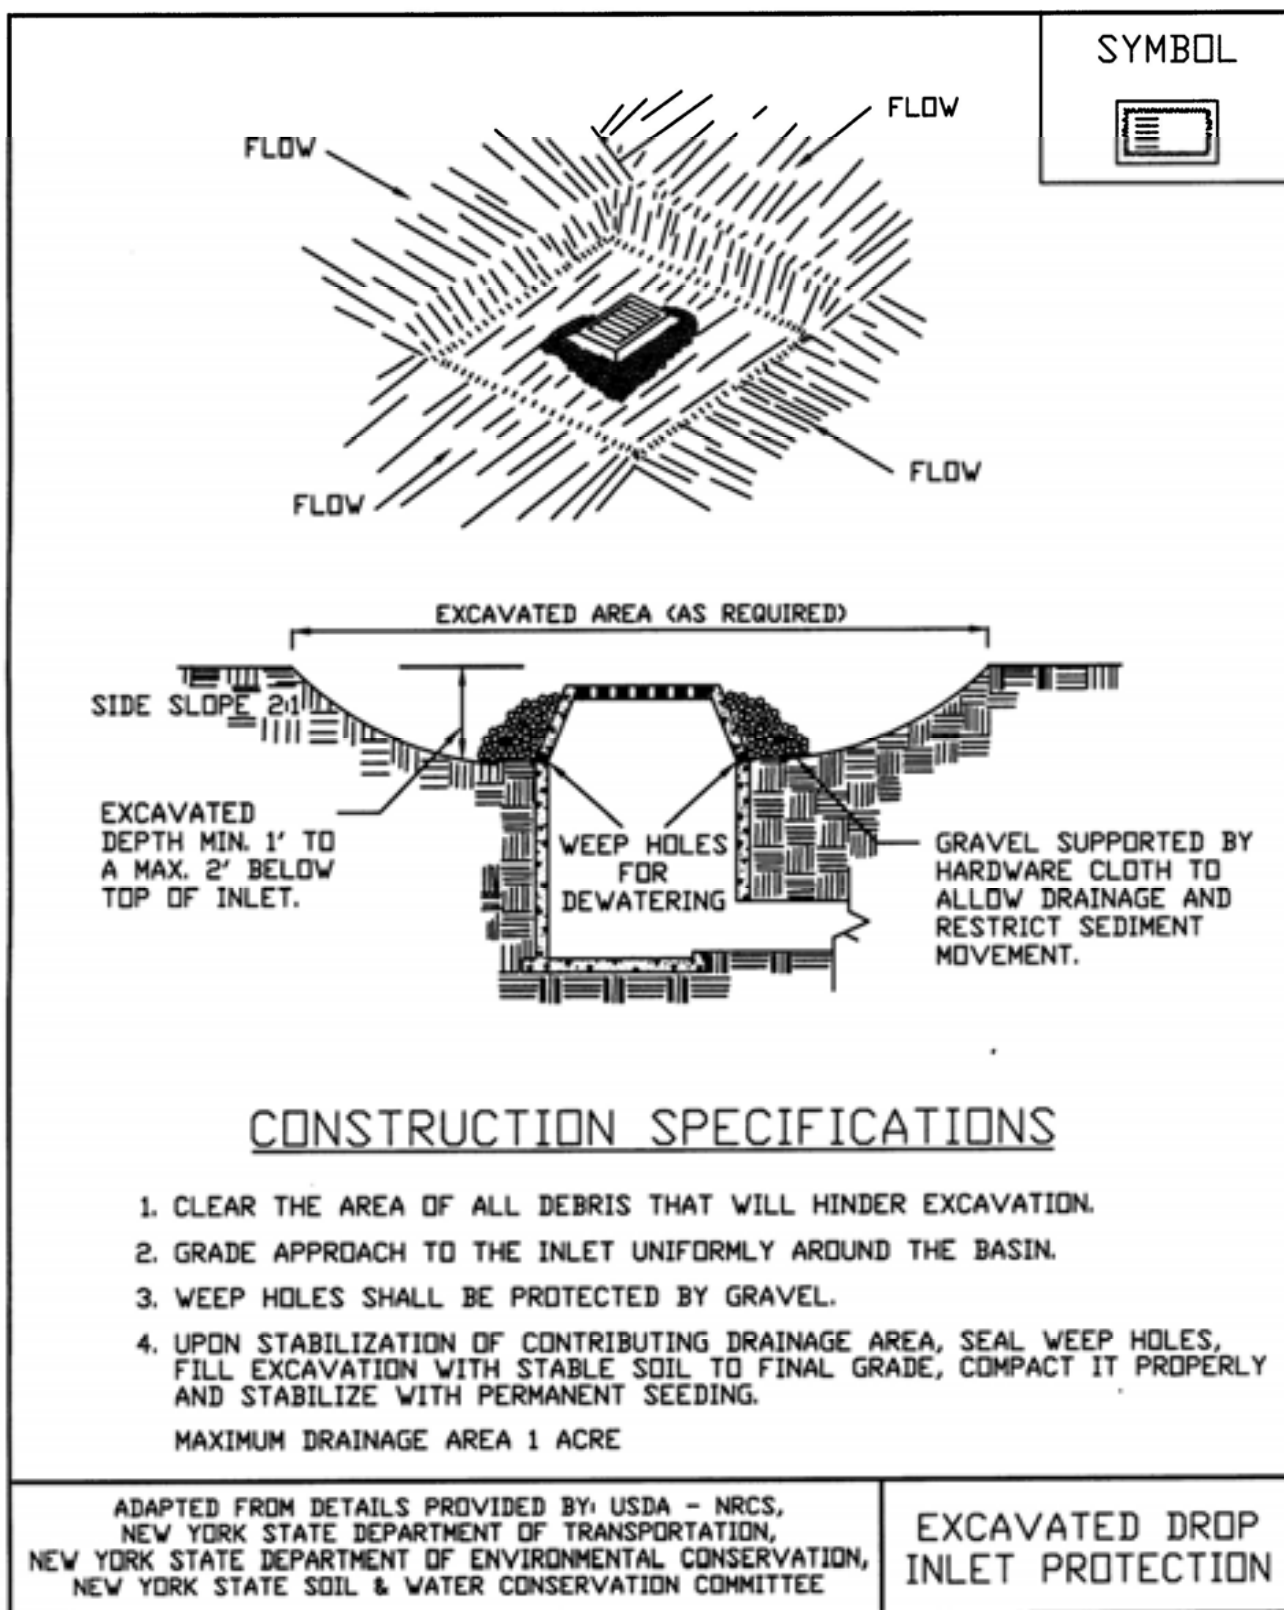 SYMBOL
FLOW
FLOW
FLOW
FLOW
EXCAVATED AREA (AS REQUIRED)
SIDE SLOPE 2:1
EXCAVATED
DEPTH MIN. 1' TO
A MAX. 2' BELOW
TOP OF INLET.
WEEP HOLES
FOR
DEWATERING
GRAVEL SUPPORTED BY
HARDWARE CLOTH TO
ALLOW DRAINAGE AND
RESTRICT SEDIMENT
MOVEMENT.
CONSTRUCTION SPECIFICATIONS
1. CLEAR THE AREA OF ALL DEBRIS THAT WILL HINDER EXCAVATION.
2. GRADE APPROACH TO THE INLET UNIFORMLY AROUND THE BASIN.
3. WEEP HOLES SHALL BE PROTECTED BY GRAVEL.
4. UPON STABILIZATION OF CONTRIBUTING DRAINAGE AREA, SEAL WEEP HOLES,
FILL EXCAVATION WITH STABLE SOIL TO FINAL GRADE, COMPACT IT PROPERLY
AND STABILIZE WITH PERMANENT SEEDING.
MAXIMUM DRAINAGE AREA 1 ACRE
ADAPTED FROM DETAILS PROVIDED BY: USDA - NRCS,
NEW YORK STATE DEPARTMENT OF TRANSPORTATION,
NEW YORK STATE DEPARTMENT OF ENVIRONMENTAL CONSERVATION,
NEW YORK STATE SOIL & WATER CONSERVATION COMMITTEE
EXCAVATED DROP
INLET PROTECTION